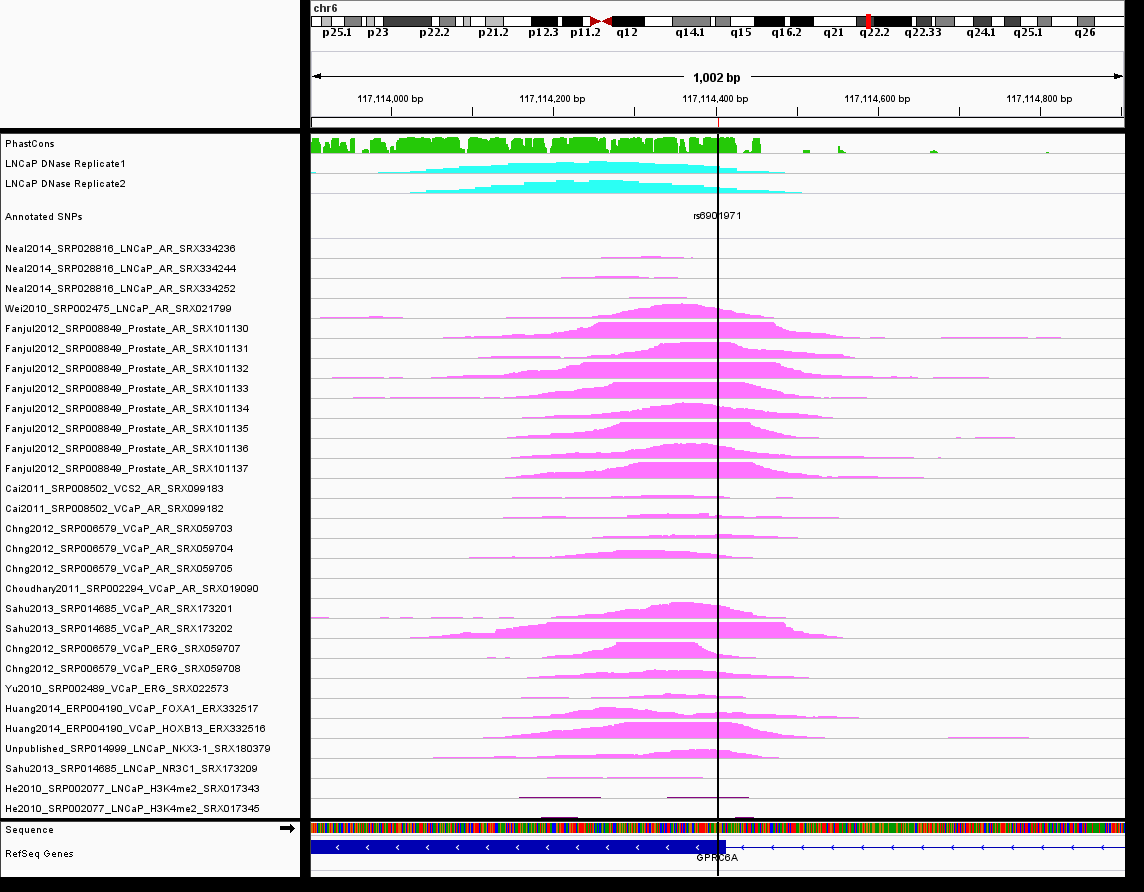 chr6
p25.1 p23 p22.2 p21.2 p12.3 p11.2 q12 q14.1 q15 q16.2 q21 q22.2 q22.33 q24.1 q25.1 q26
1,002 bp
117,114,000 bp 117,114,200 bp 117,114,400 bp 117,114,600 bp 117,114,800 bp
PhastCons
LNCaP DNase Replicate1
LNCaP DNase Replicate2
Annotated SNPs rs6901971
Neal2014_SRP028816_LNCaP_AR_SRX334236
Neal2014_SRP028816_LNCaP_AR_SRX334244
Neal2014_SRP028816_LNCaP_AR_SRX334252
Wei2010_SRP002475_LNCaP_AR_SRX021799
Fanjul2012_SRP008849_Prostate_AR_SRX101130
Fanjul2012_SRP008849_Prostate_AR_SRX101131
Fanjul2012_SRP008849_Prostate_AR_SRX101132
Fanjul2012_SRP008849_Prostate_AR_SRX101133
Fanjul2012_SRP008849_Prostate_AR_SRX101134
Fanjul2012_SRP008849_Prostate_AR_SRX101135
Fanjul2012_SRP008849_Prostate_AR_SRX101136
Fanjul2012_SRP008849_Prostate_AR_SRX101137
Cai2011_SRP008502_VCS2_AR_SRX099183
Cai2011_SRP008502_VCaP_AR_SRX099182
Chng2012_SRP006579_VCaP_AR_SRX059703
Chng2012_SRP006579_VCaP_AR_SRX059704
Chng2012_SRP006579_VCaP_AR_SRX059705
Choudhary2011_SRP002294_VCaP_AR_SRX019090
Sahu2013_SRP014685_VCaP_AR_SRX173201
Sahu2013_SRP014685_VCaP_AR_SRX173202
Chng2012_SRP006579_VCaP_ERG_SRX059707
Chng2012_SRP006579_VCaP_ERG_SRX059708
Yu2010_SRP002489_VCaP_ERG_SRX022573
Huang2014_ERP004190_VCaP_FOXA1_ERX332517
Huang2014_ERP004190_VCaP_HOXB13_ERX332516
Unpublished_SRP014999_LNCaP_NKX3-1_SRX180379
Sahu2013_SRP014685_LNCaP_NR3C1_SRX173209
He2010_SRP002077_LNCaP_H3K4me2_SRX017343
He2010_SRP002077_LNCaP_H3K4me2_SRX017345
Sequence
RefSeq Genes
GPRC6A